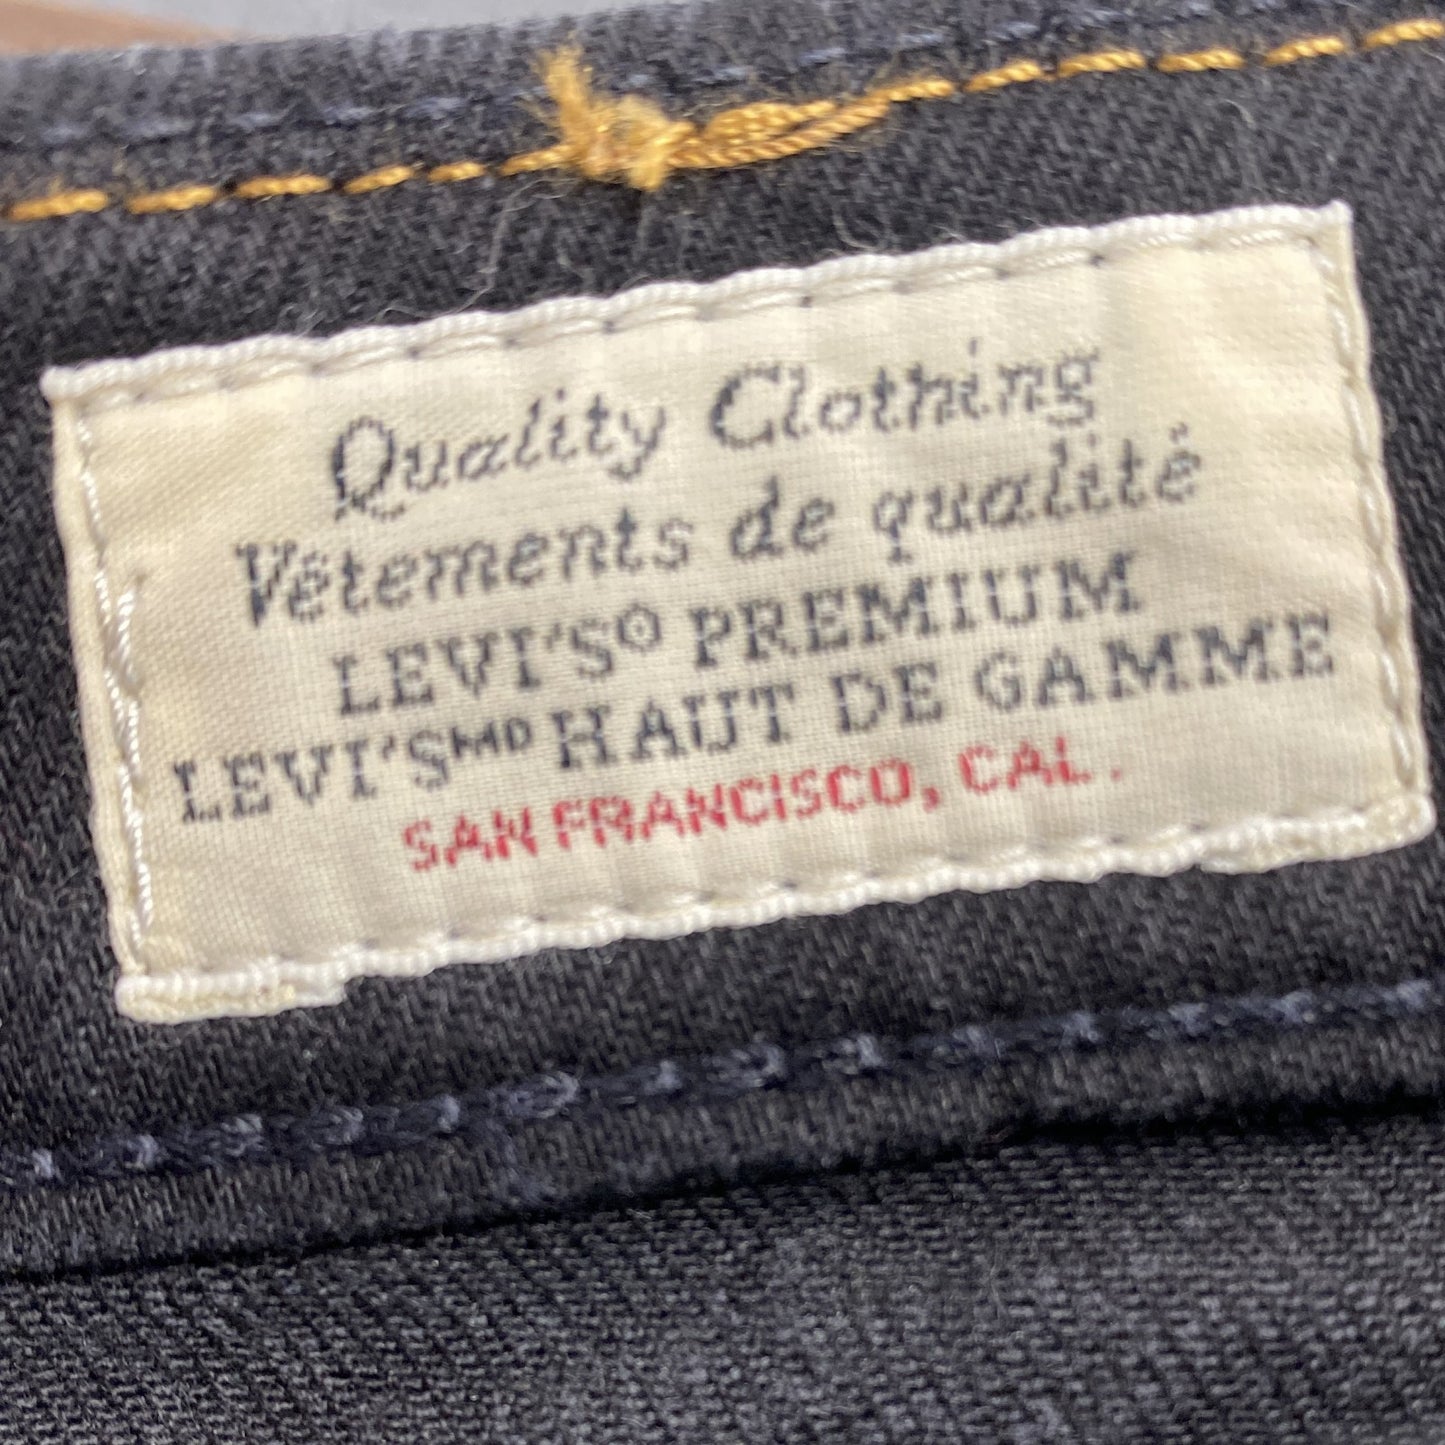 Quality Clothing
Vêtements de qualité
LEVI'S® PREMIUM
LEVI'Sᴹᴰ HAUT DE GAMME
SAN FRANCISCO, CAL.